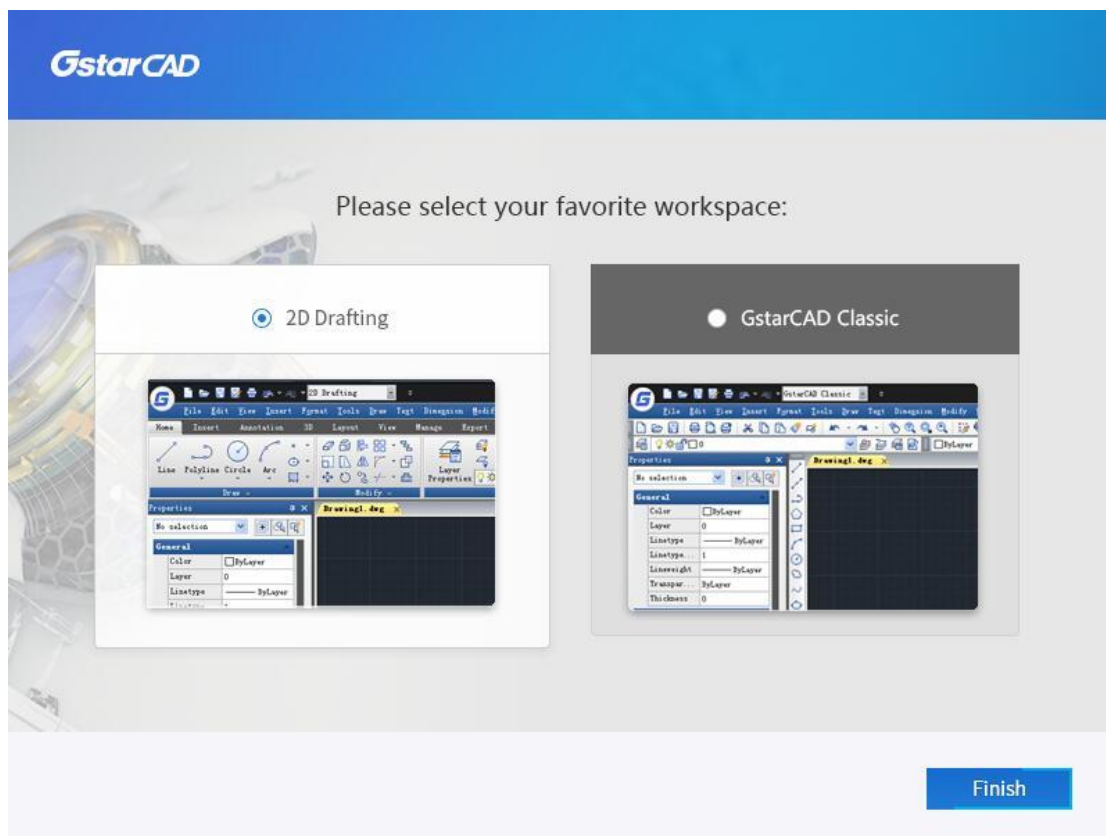 GstarCAD
Please select your favorite workspace:
2D Drafting
2D Drafting
File Edit View Insert Format Tools Draw Text Dimension Modif
Home Insert Annotation 3D Layout View Manage Export
Line Polyline Circle Arc
Layer
Properties
Draw
Modify
Properties
Drawing1.dwg
No selection
General
Color ByLayer
Layer 0
Linetype ByLayer
GstarCAD Classic
GstarCAD Classic
File Edit View Insert Format Tools Draw Text Dimension Modify
0
ByLayer
Properties
Drawing1.dwg
No selection
General
Color ByLayer
Layer 0
Linetype ByLayer
Linetype... 1
Lineweight ByLayer
Transpar... ByLayer
Thickness 0
Finish